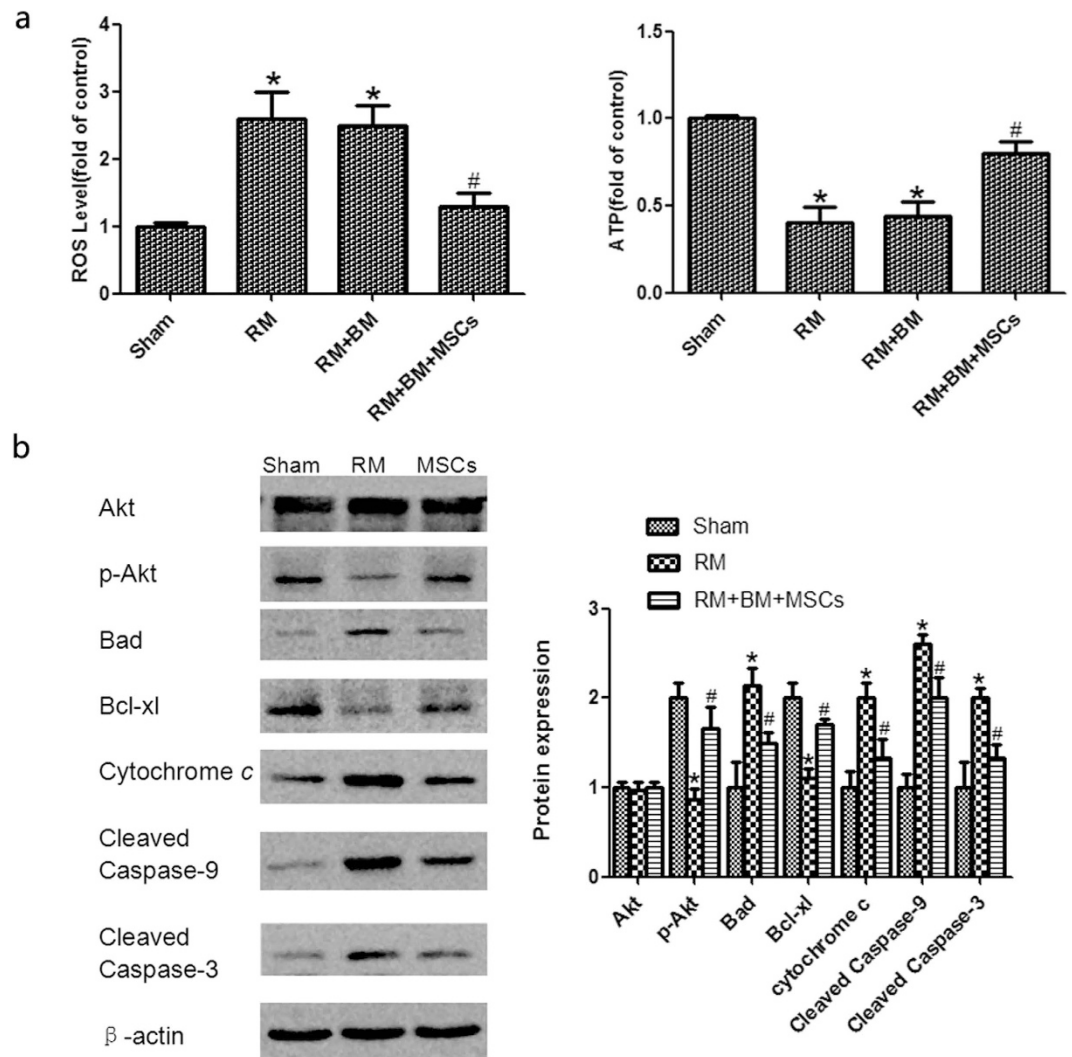 a
ROS Level(fold of control)
4
3
2
1
0
*
*
#
Sham
RM
RM+BM
RM+BM+MSCs
ATP(fold of control)
1.5
1.0
0.5
0.0
*
*
#
Sham
RM
RM+BM
RM+BM+MSCs
b
Sham RM MSCs
Akt
p-Akt
Bad
Bcl-xl
Cytochrome c
Cleaved
Caspase-9
Cleaved
Caspase-3
β-actin
Sham
RM
RM+BM+MSCs
Protein expression
3
2
1
0
* # * # * # * # * # * #
Akt
p-Akt
Bad
Bcl-xl
cytochrome c
Cleaved Caspase-9
Cleaved Caspase-3